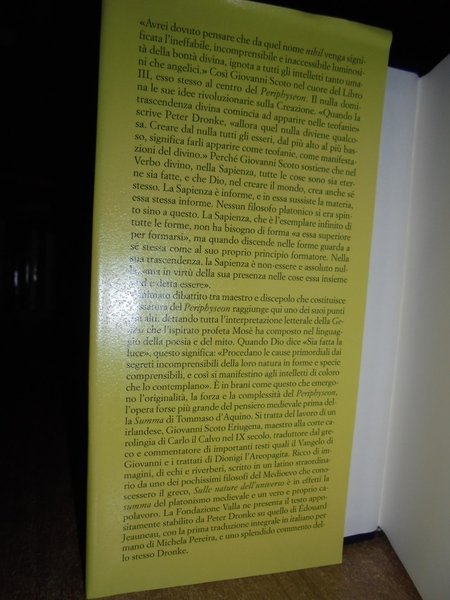 «Avrei dovuto pensare che da quel nome nihil venga signi-
ficata l'ineffabile, incomprensibile e inaccessibile luminosi-
tà della bontà divina, ignota a tutti gli intelletti tanto uma-
ni che angelici.» Così Giovanni Scoto nel cuore del Libro
III, esso stesso al centro del Periphyseon. Il nulla domi-
na le sue idee rivoluzionarie sulla Creazione. «Quando la
trascendenza divina comincia ad apparire nelle teofanie»
scrive Peter Dronke, «allora quel nulla diviene qualco-
sa. Creare dal nulla tutti gli esseri, dal più alto al più bas-
so, significa farli apparire come teofanie, come manifesta-
zioni del divino.» Perché Giovanni Scoto sostiene che nel
Verbo divino, nella Sapienza, tutte le cose sono sia eter-
ne sia fatte, e che Dio, nel creare il mondo, crea anche sé
stesso. La Sapienza è informe, e in essa sussiste la materia,
essa stessa informe. Nessun filosofo platonico si era spin-
to sino a questo. La Sapienza, che è l'esemplare infinito di
tutte le forme, non ha bisogno di forma «a essa superiore
per formarsi», ma quando discende nelle forme guarda a
sé stessa come al suo proprio principio formatore. Nella
sua trascendenza, la Sapienza è non-essere e assoluto nul-
la, «ma in virtù della sua presenza nelle cose essa insieme
è ed è detta essere».
L'animato dibattito tra maestro e discepolo che costituisce
l'ossatura del Periphyseon raggiunge qui uno dei suoi punti
più alti, dettando tutta l'interpretazione letterale della Ge-
nesi che l'ispirato profeta Mosè ha composto nel linguag-
gio della poesia e del mito. Quando Dio dice «Sia fatta la
luce», questo significa: «Procedano le cause primordiali dai
segreti incomprensibili della loro natura in forme e specie
comprensibili, e così si manifestino agli intelletti di coloro
che lo contemplano». È in brani come questo che emergo-
no l'originalità, la forza e la complessità del Periphyseon,
l'opera forse più grande del pensiero medievale prima del-
la Summa di Tommaso d'Aquino. Si tratta del lavoro di un
irlandese, Giovanni Scoto Eriugena, maestro alla corte ca-
rolingia di Carlo il Calvo nel IX secolo, traduttore dal gre-
co e commentatore di importanti testi quali il Vangelo di
Giovanni e i trattati di Dionigi l'Areopagita. Ricco di im-
magini, di echi e riverberi, scritto in un latino straordina-
rio da uno dei pochissimi filosofi del Medioevo che cono-
scessero il greco, Sulle nature dell'universo è in effetti la
summa del platonismo medievale e un vero e proprio ca-
polavoro. La Fondazione Valla ne presenta il testo appo-
sitamente stabilito da Peter Dronke su quello di Édouard
Jeauneau, con la prima traduzione integrale in italiano per
mano di Michela Pereira, e uno splendido commento del-
lo stesso Dronke.